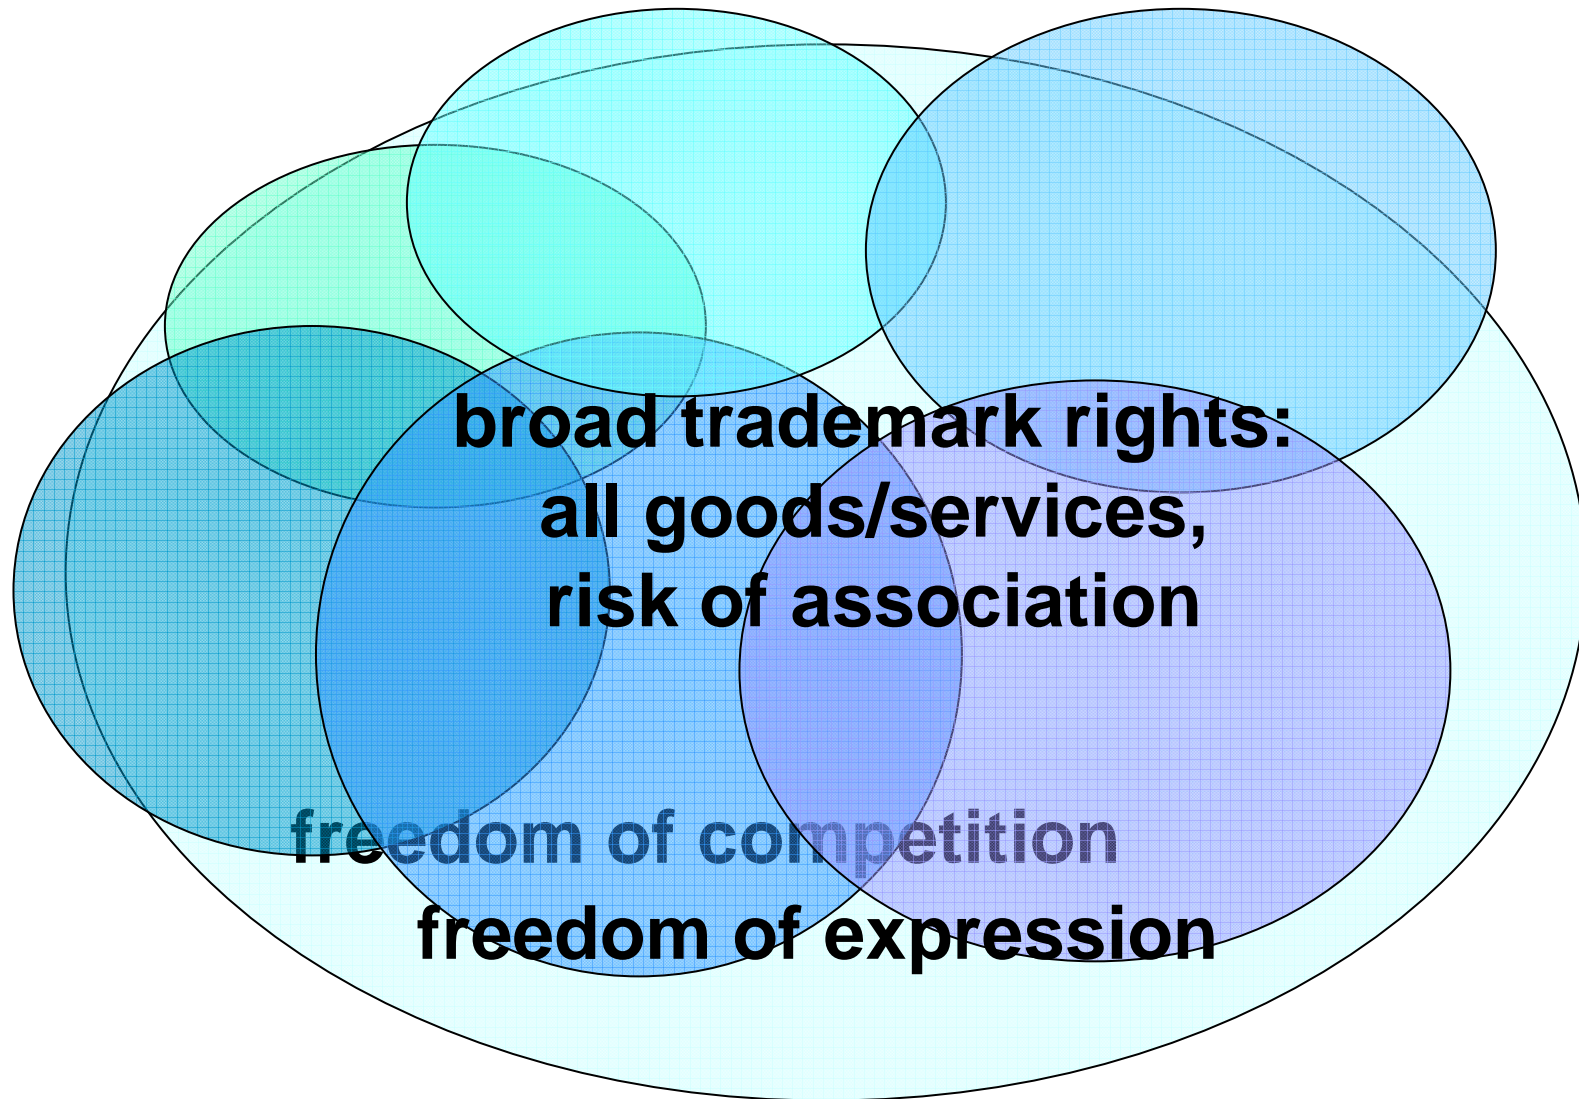 broad trademark rights:
all goods/services,
risk of association
freedom of competition
freedom of expression